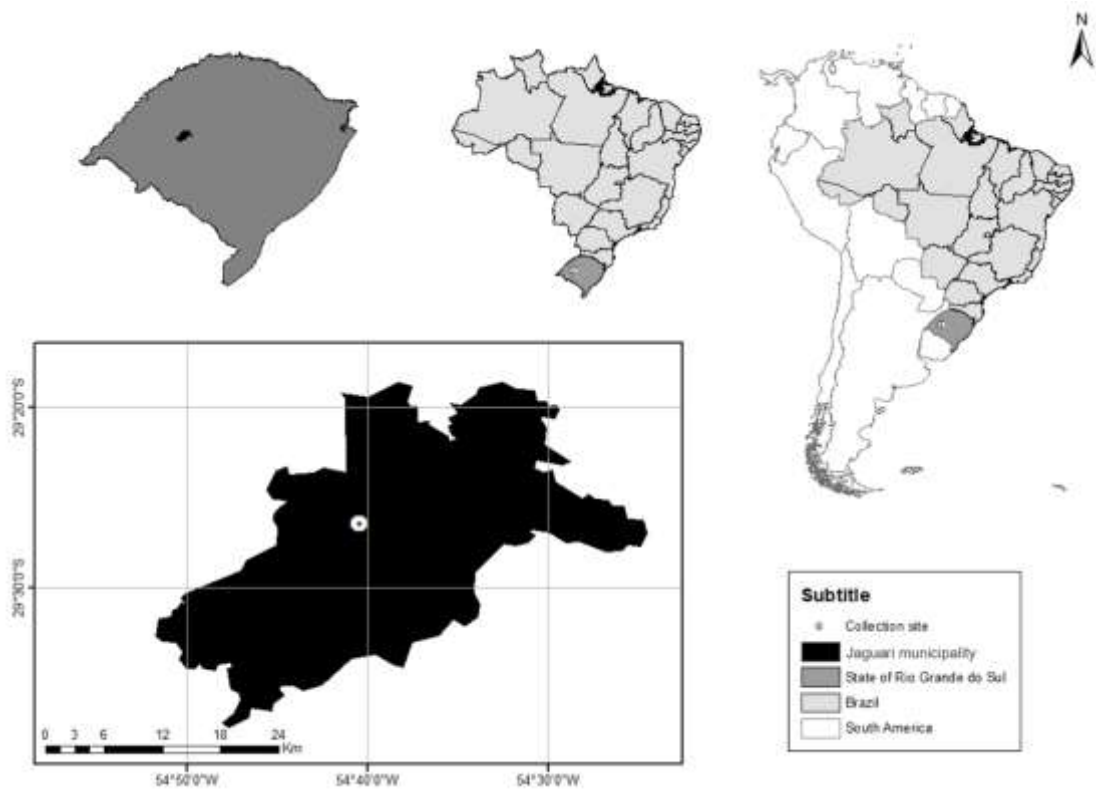 N
29°20'0"S
29°30'0"S
0 3 6 12 18 24
Km
54°50'0"W 54°40'0"W 54°30'0"W
Subtitle
Collection site
Jaguari municipality
State of Rio Grande do Sul
Brazil
South America